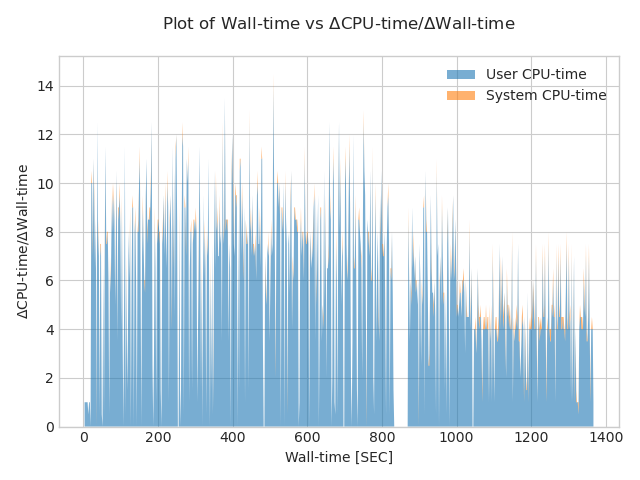 Plot of Wall-time vs ΔCPU-time/ΔWall-time
User CPU-time
System CPU-time
ΔCPU-time/ΔWall-time
14
12
10
8
6
4
2
0
0 200 400 600 800 1000 1200 1400
Wall-time [SEC]